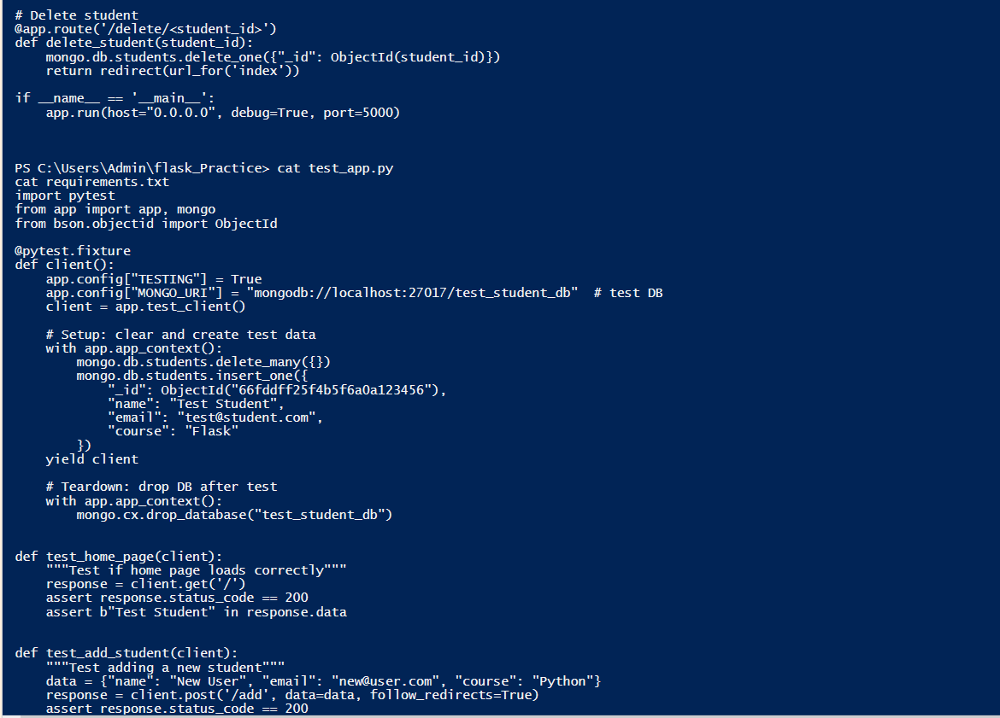 # Delete student
@app.route('/delete/<student_id>')
def delete_student(student_id):
    mongo.db.students.delete_one({"_id": ObjectId(student_id)})
    return redirect(url_for('index'))

if __name__ == '__main__':
    app.run(host="0.0.0.0", debug=True, port=5000)

PS C:\Users\Admin\flask_Practice> cat test_app.py
cat requirements.txt
import pytest
from app import app, mongo
from bson.objectid import ObjectId

@pytest.fixture
def client():
    app.config["TESTING"] = True
    app.config["MONGO_URI"] = "mongodb://localhost:27017/test_student_db"  # test DB
    client = app.test_client()

    # Setup: clear and create test data
    with app.app_context():
        mongo.db.students.delete_many({})
        mongo.db.students.insert_one({
            "_id": ObjectId("66fddff25f4b5f6a0a123456"),
            "name": "Test Student",
            "email": "test@student.com",
            "course": "Flask"
        })
    yield client

    # Teardown: drop DB after test
    with app.app_context():
        mongo.cx.drop_database("test_student_db")

def test_home_page(client):
    """Test if home page loads correctly"""
    response = client.get('/')
    assert response.status_code == 200
    assert b"Test Student" in response.data

def test_add_student(client):
    """Test adding a new student"""
    data = {"name": "New User", "email": "new@user.com", "course": "Python"}
    response = client.post('/add', data=data, follow_redirects=True)
    assert response.status_code == 200